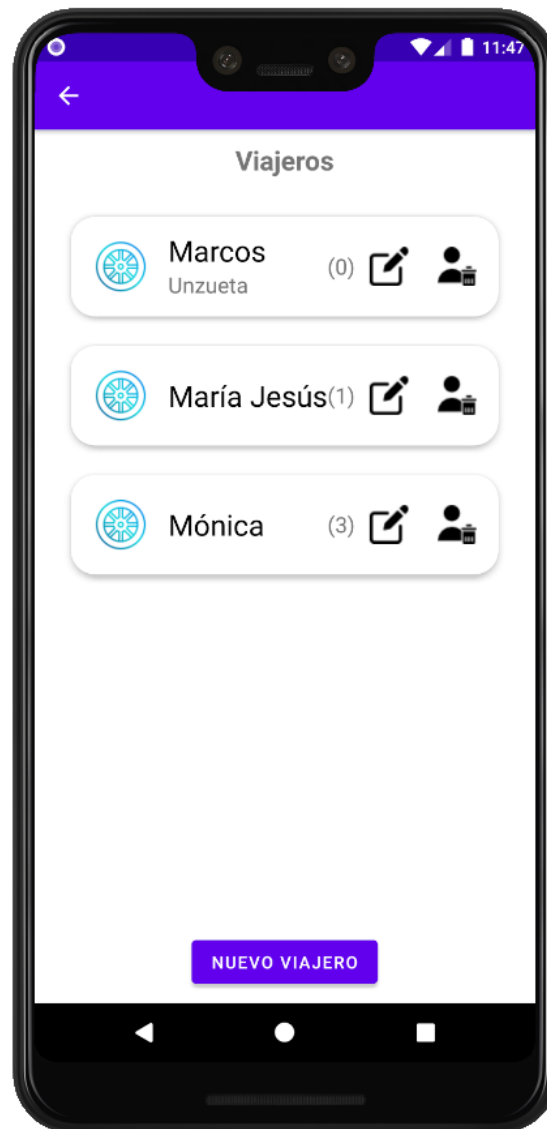 11:47
Viajeros
Marcos
Unzueta
(0)
María Jesús(1)
Mónica (3)
NUEVO VIAJERO